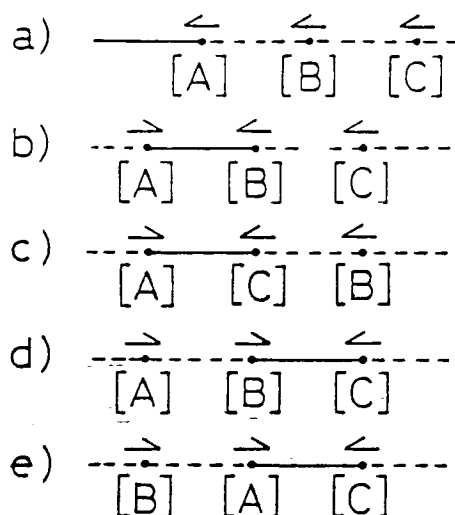 a)
[A] [B] [C]
b)
[A] [B] [C]
c)
[A] [C] [B]
d)
[A] [B] [C]
e)
[B] [A] [C]